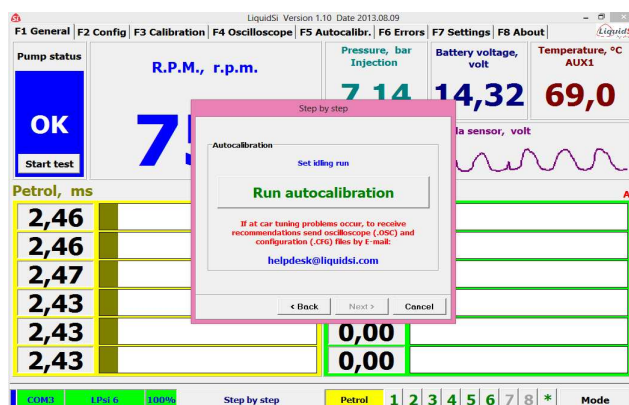 LiquidSi Version 1.10 Date 2013.08.09
F1 General F2 Config F3 Calibration F4 Oscilloscope F5 Autocalibr. F6 Errors F7 Settings F8 About
Pump status
OK
Start test
R.P.M., r.p.m.
Pressure, bar
Injection
7,14
Battery voltage,
volt
14,32
Temperature, °C
AUX1
69,0
la sensor, volt
Petrol, ms
2,46
2,46
2,47
2,43
2,43
2,43
Step by step
Autocalibration
Set idling run
Run autocalibration
If at car tuning problems occur, to receive
recommendations send oscilloscope (.OSC) and
configuration (.CFG) files by E-mail:
helpdesk@liquidsi.com
< Back Next > Cancel
0,00
0,00
COM3 LPsi 6 100% Step by step Petrol 1 2 3 4 5 6 7 8 * Mode